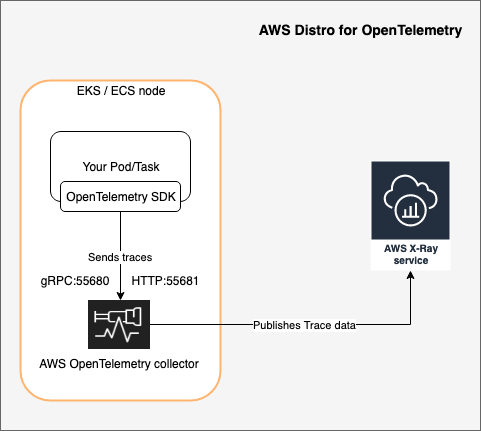 AWS Distro for OpenTelemetry
EKS / ECS node
Your Pod/Task
OpenTelemetry SDK
Sends traces
gRPC:55680 HTTP:55681
AWS OpenTelemetry collector
Publishes Trace data
AWS X-Ray
service